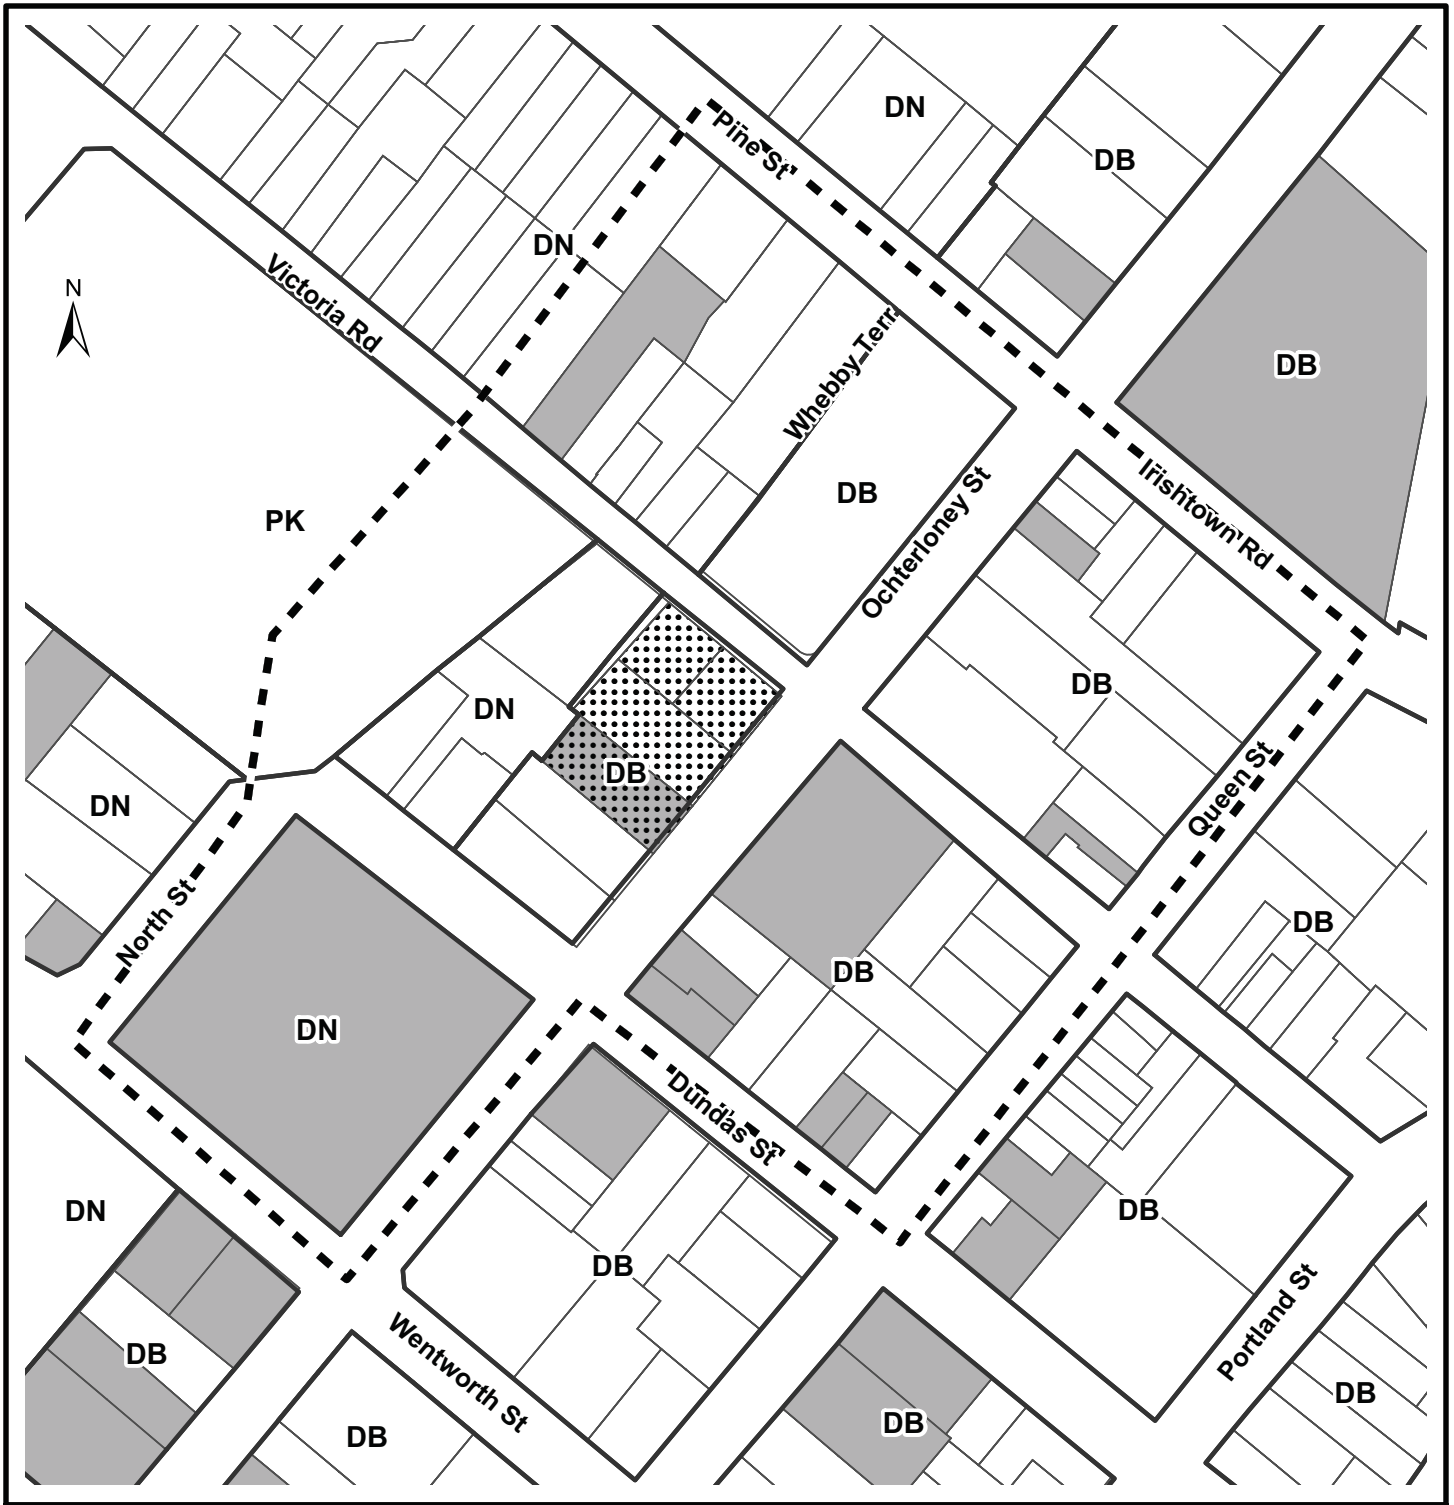 DN
Pine St
DB
DN
Victoria Rd
N
Whebby Terr
DB
DB
Irishtown Rd
Ochterloney St
PK
DB
DN
DB
Queen St
DN
North St
DB
DB
DN
Dundas St
DN
DB
DB
Portland St
Wentworth St
DB
DB
DB
DB